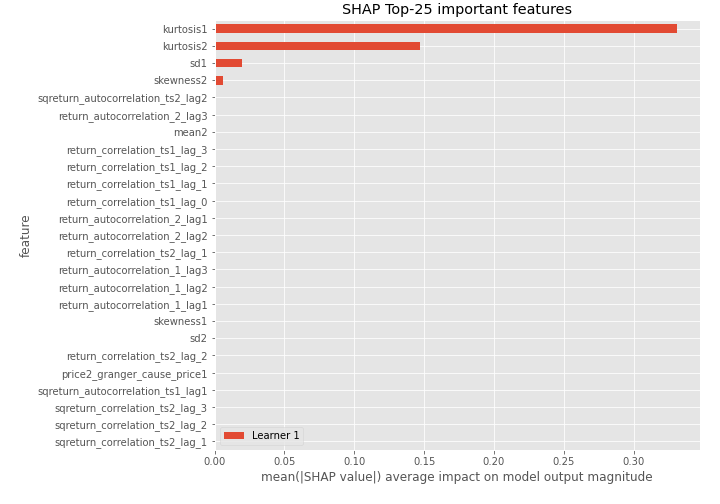 SHAP Top-25 important features
kurtosis1
kurtosis2
sd1
skewness2
sqreturn_autocorrelation_ts2_lag2
return_autocorrelation_2_lag3
mean2
return_correlation_ts1_lag_3
return_correlation_ts1_lag_2
return_correlation_ts1_lag_1
return_correlation_ts1_lag_0
return_autocorrelation_2_lag1
return_autocorrelation_2_lag2
return_correlation_ts2_lag_1
return_autocorrelation_1_lag3
return_autocorrelation_1_lag2
return_autocorrelation_1_lag1
skewness1
sd2
return_correlation_ts2_lag_2
price2_granger_cause_price1
sqreturn_autocorrelation_ts1_lag1
sqreturn_correlation_ts2_lag_3
sqreturn_correlation_ts2_lag_2
sqreturn_correlation_ts2_lag_1
feature
Learner 1
0.00 0.05 0.10 0.15 0.20 0.25 0.30
mean(|SHAP value|) average impact on model output magnitude